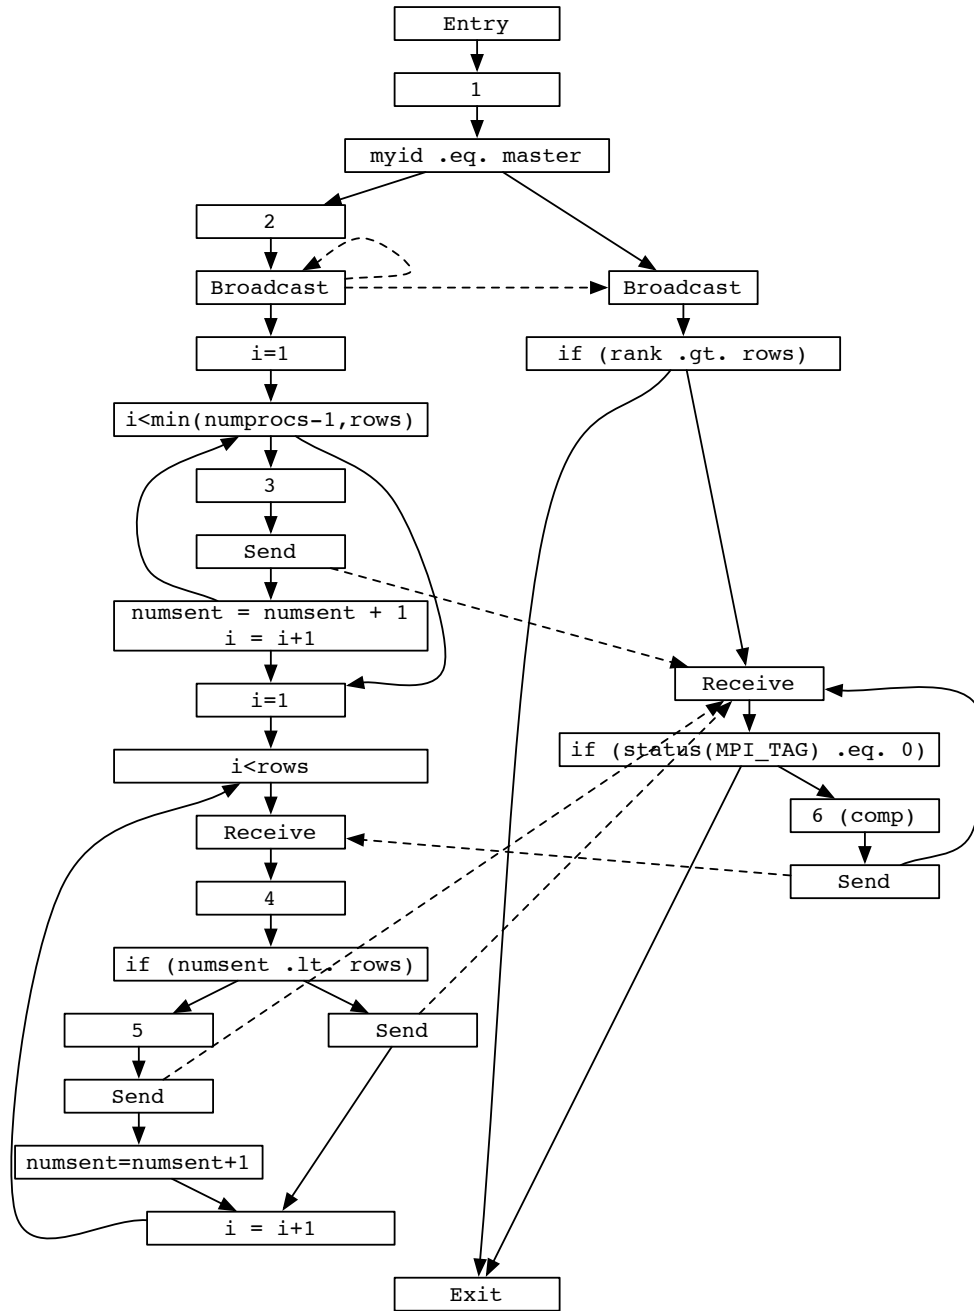 Entry
1
myid .eq. master
2
Broadcast
Broadcast
i=1
if (rank .gt. rows)
i<min(numprocs-1,rows)
3
Send
numsent = numsent + 1
i = i+1
i=1
Receive
i<rows
if (status(MPI_TAG) .eq. 0)
Receive
6 (comp)
4
Send
if (numsent .lt. rows)
5
Send
Send
numsent=numsent+1
i = i+1
Exit